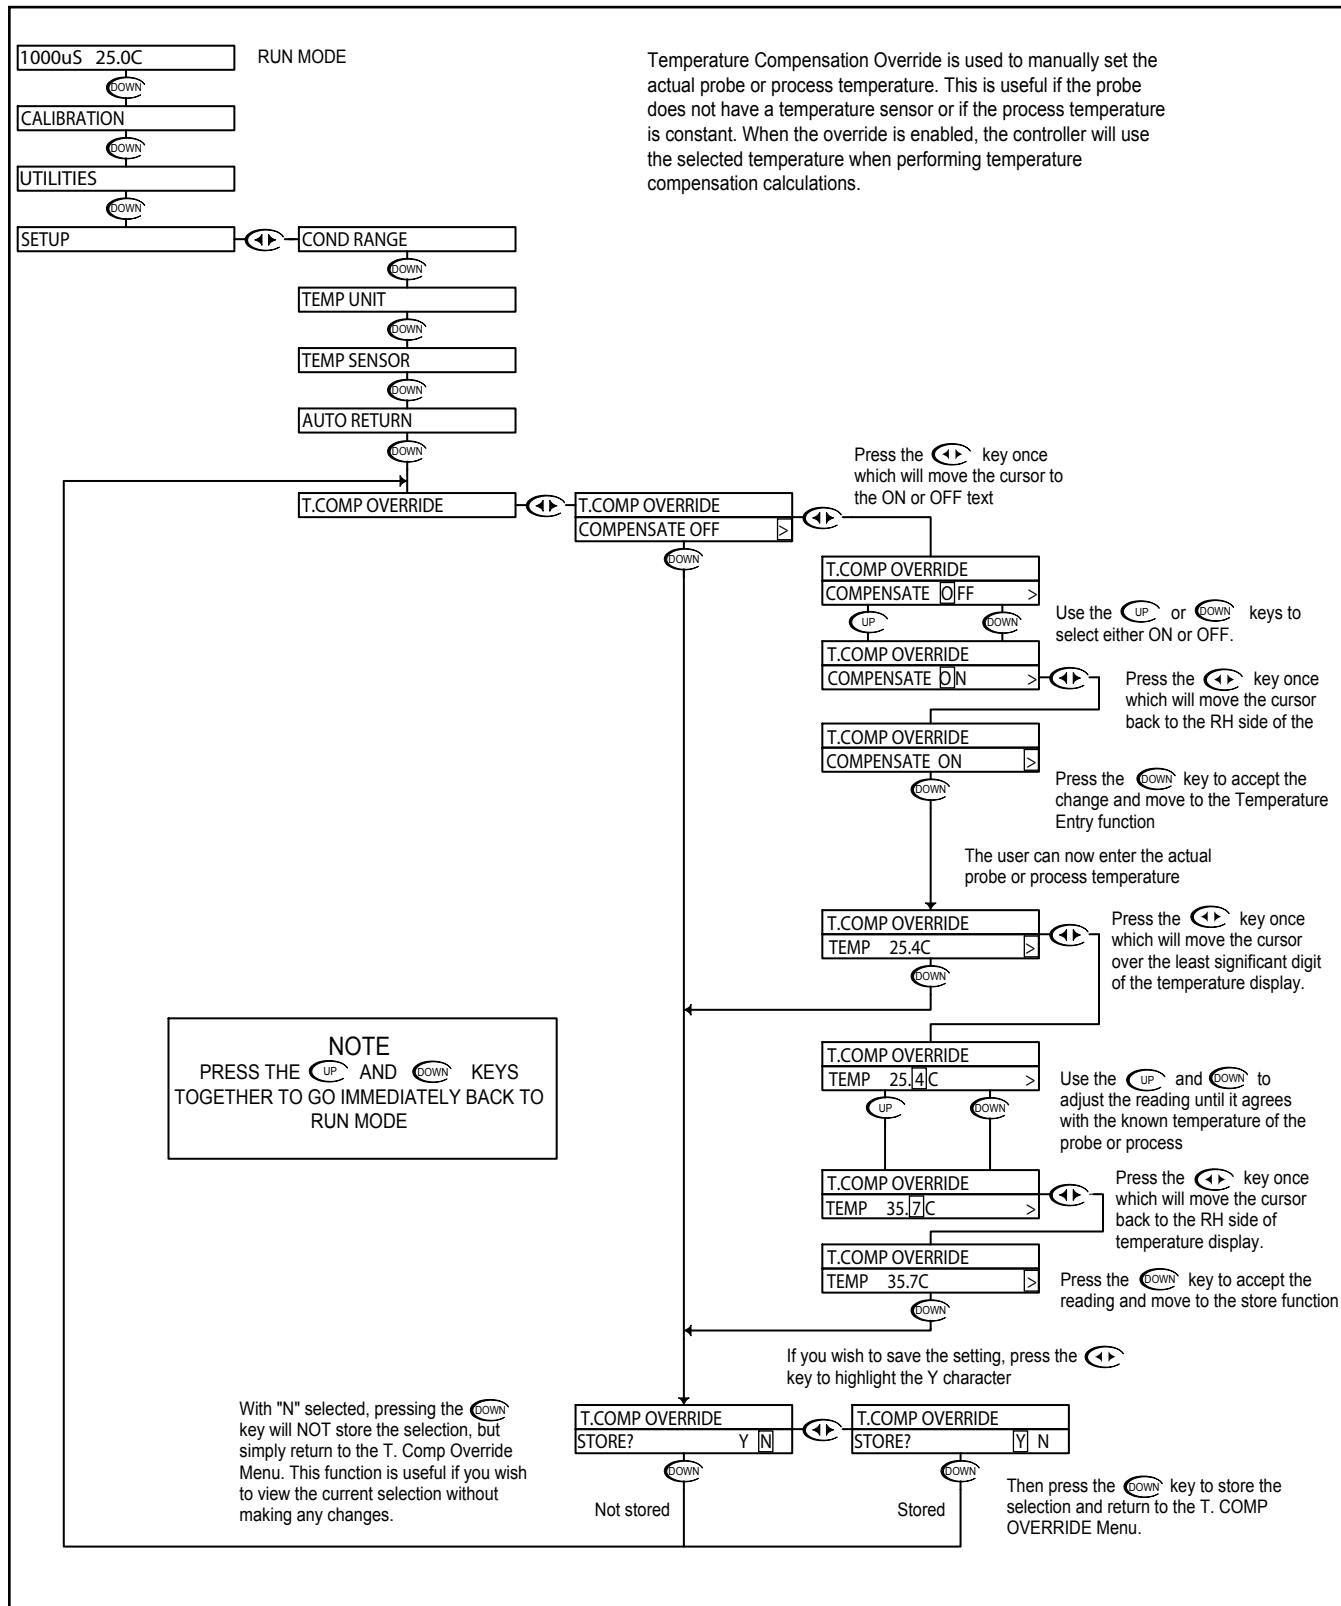 1000uS 25.0C
RUN MODE
DOWN
CALIBRATION
DOWN
UTILITIES
DOWN
SETUP
Temperature Compensation Override is used to manually set the
actual probe or process temperature. This is useful if the probe
does not have a temperature sensor or if the process temperature
is constant. When the override is enabled, the controller will use
the selected temperature when performing temperature
compensation calculations.
COND RANGE
DOWN
TEMP UNIT
DOWN
TEMP SENSOR
DOWN
AUTO RETURN
DOWN
T.COMP OVERRIDE
T.COMP OVERRIDE
COMPENSATE OFF >
DOWN
Press the key once
which will move the cursor to
the ON or OFF text
T.COMP OVERRIDE
COMPENSATE OFF >
UP DOWN
Use the UP or DOWN keys to
select either ON or OFF.
T.COMP OVERRIDE
COMPENSATE ON >
Press the key once
which will move the cursor
back to the RH side of the
T.COMP OVERRIDE
COMPENSATE ON >
DOWN
Press the DOWN key to accept the
change and move to the Temperature
Entry function
The user can now enter the actual
probe or process temperature
T.COMP OVERRIDE
TEMP 25.4C >
DOWN
Press the key once
which will move the cursor
over the least significant digit
of the temperature display.
NOTE
PRESS THE UP AND DOWN KEYS
TOGETHER TO GO IMMEDIATELY BACK TO
RUN MODE
T.COMP OVERRIDE
TEMP 25.4C >
UP DOWN
Use the UP and DOWN to
adjust the reading until it agrees
with the known temperature of the
probe or process
T.COMP OVERRIDE
TEMP 35.7C >
Press the key once
which will move the cursor
back to the RH side of
temperature display.
T.COMP OVERRIDE
TEMP 35.7C >
DOWN
Press the DOWN key to accept the
reading and move to the store function
If you wish to save the setting, press the
key to highlight the Y character
With "N" selected, pressing the DOWN
key will NOT store the selection, but
simply return to the T. Comp Override
Menu. This function is useful if you wish
to view the current selection without
making any changes.
T.COMP OVERRIDE
STORE? Y N
DOWN
Not stored
T.COMP OVERRIDE
STORE? Y N
DOWN
Stored
Then press the DOWN key to store the
selection and return to the T. COMP
OVERRIDE Menu.